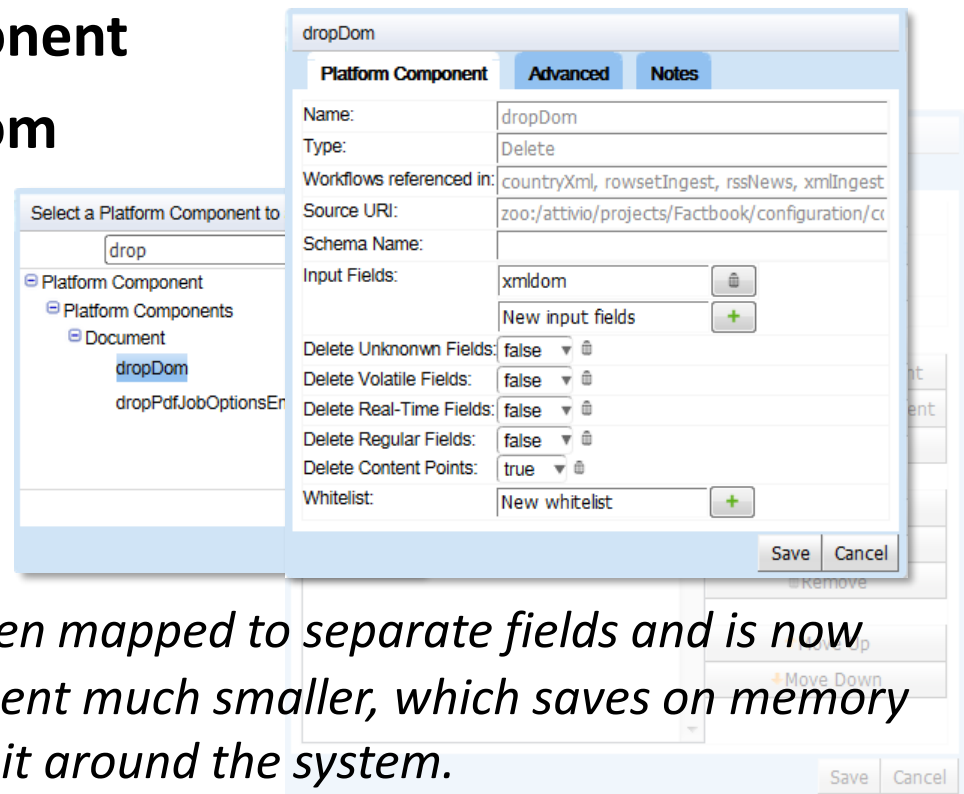 onent
om
dropDom
Platform Component Advanced Notes
Name: dropDom
Type: Delete
Workflows referenced in: countryXml, rowsetIngest, rssNews, xmlIngest
Source URI: zoo:/attivio/projects/Factbook/configuration/co
Schema Name:
Input Fields: xmldom
New input fields
Delete Unknonwn Fields: false
Delete Volatile Fields: false
Delete Real-Time Fields: false
Delete Regular Fields: false
Delete Content Points: true
Whitelist: New whitelist
Save Cancel
Select a Platform Component to
drop
Platform Component
Platform Components
Document
dropDom
dropPdfJobOptionsEn
nt
ent
Remove
Move Up
Move Down
Save Cancel
en mapped to separate fields and is now
ent much smaller, which saves on memory
it around the system.